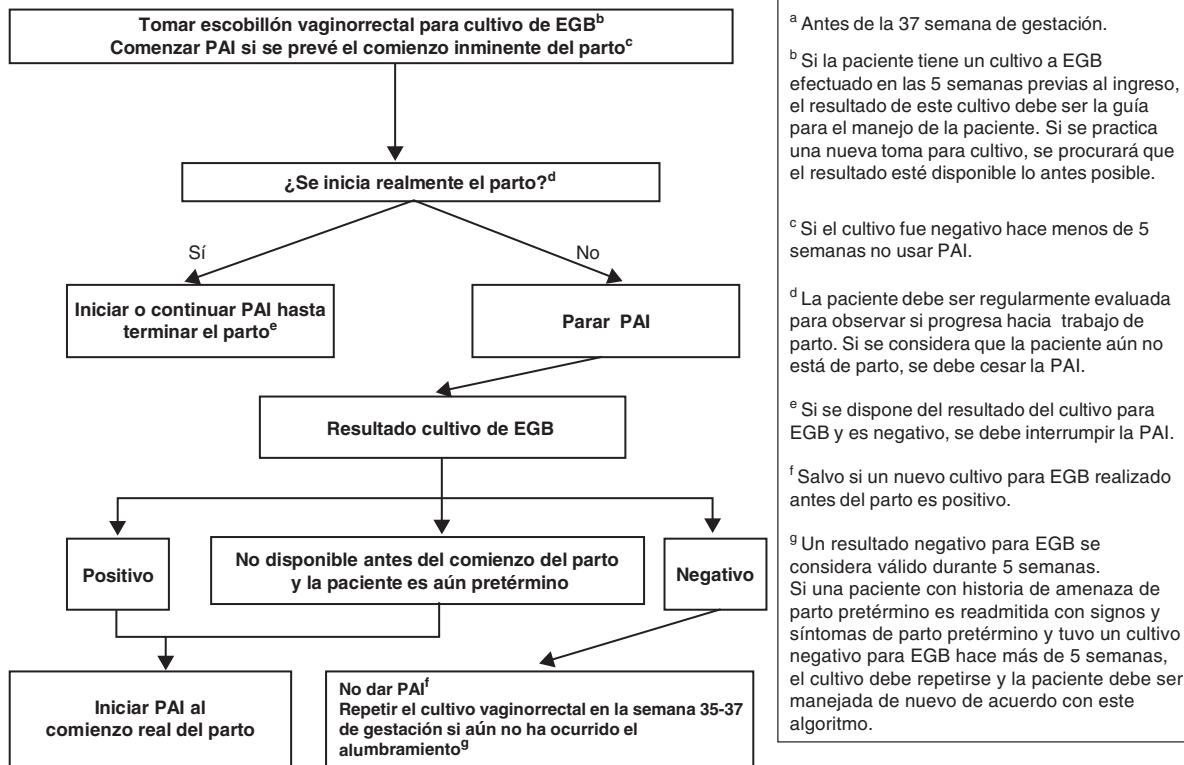 Tomar escobillón vaginorrectal para cultivo de EGBᵇ
Comenzar PAI si se prevé el comienzo inminente del partoᶜ
¿Se inicia realmente el parto?ᵈ
Sí
No
Iniciar o continuar PAI hasta
terminar el partoᵉ
Parar PAI
Resultado cultivo de EGB
Positivo
No disponible antes del comienzo del parto
y la paciente es aún pretérmino
Negativo
Iniciar PAI al
comienzo real del parto
No dar PAIᶠ
Repetir el cultivo vaginorrectal en la semana 35-37
de gestación si aún no ha ocurrido el
alumbramientoᵍ
ᵃ Antes de la 37 semana de gestación.
ᵇ Si la paciente tiene un cultivo a EGB
efectuado en las 5 semanas previas al ingreso,
el resultado de este cultivo debe ser la guía
para el manejo de la paciente. Si se practica
una nueva toma para cultivo, se procurará que
el resultado esté disponible lo antes posible.
ᶜ Si el cultivo fue negativo hace menos de 5
semanas no usar PAI.
ᵈ La paciente debe ser regularmente evaluada
para observar si progresa hacia trabajo de
parto. Si se considera que la paciente aún no
está de parto, se debe cesar la PAI.
ᵉ Si se dispone del resultado del cultivo para
EGB y es negativo, se debe interrumpir la PAI.
ᶠ Salvo si un nuevo cultivo para EGB realizado
antes del parto es positivo.
ᵍ Un resultado negativo para EGB se
considera válido durante 5 semanas.
Si una paciente con historia de amenaza de
parto pretérmino es readmitida con signos y
síntomas de parto pretérmino y tuvo un cultivo
negativo para EGB hace más de 5 semanas,
el cultivo debe repetirse y la paciente debe ser
manejada de nuevo de acuerdo con este
algoritmo.